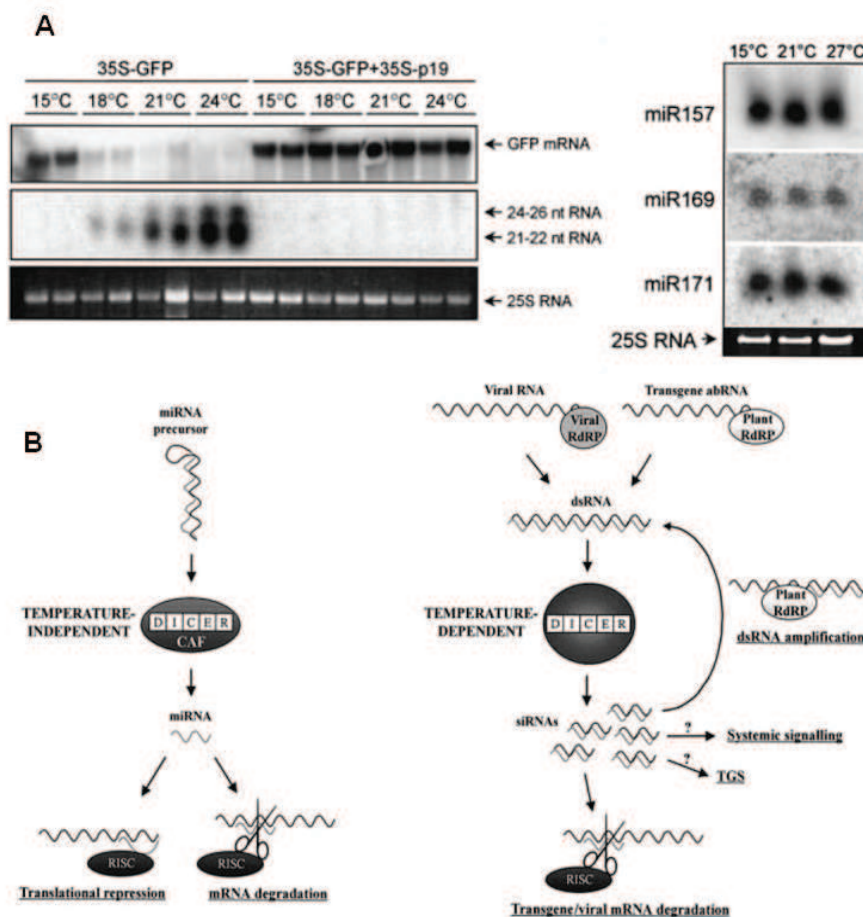 A
35S-GFP 35S-GFP+35S-p19
15°C 18°C 21°C 24°C 15°C 18°C 21°C 24°C
GFP mRNA
24-26 nt RNA
21-22 nt RNA
25S RNA
15°C 21°C 27°C
miR157
miR169
miR171
25S RNA
B
miRNA
precursor
TEMPERATURE-
INDEPENDENT
DICER
CAF
miRNA
RISC
RISC
Translational repression
mRNA degradation
Viral RNA
Transgene abRNA
Viral
RdRP
Plant
RdRP
dsRNA
TEMPERATURE-
DEPENDENT
DICER
Plant
RdRP
dsRNA amplification
siRNAs
?
Systemic signalling
?
TGS
RISC
Transgene/viral mRNA degradation